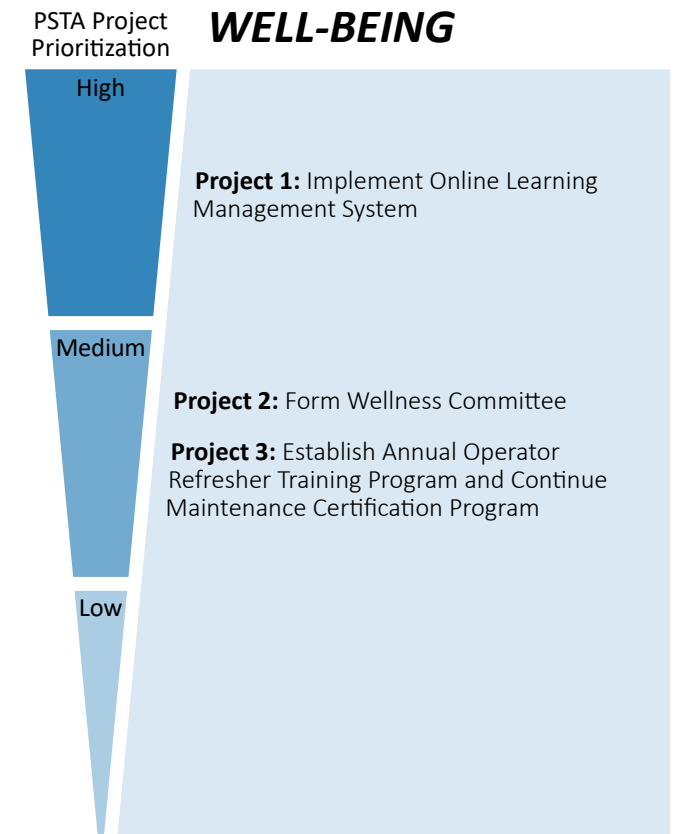 PSTA Project
Prioritization
WELL-BEING
High
Project 1: Implement Online Learning
Management System
Medium
Project 2: Form Wellness Committee
Project 3: Establish Annual Operator
Refresher Training Program and Continue
Maintenance Certification Program
Low